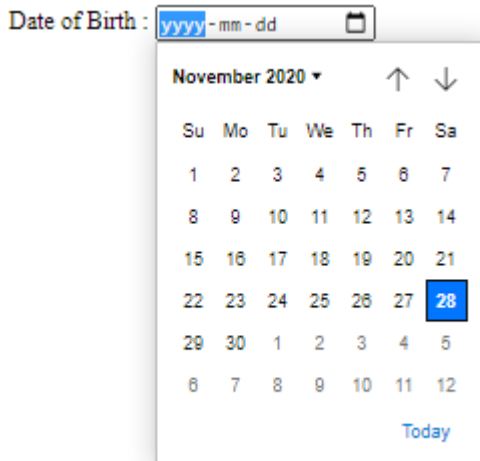 Date of Birth : yyyy-mm-dd
November 2020
Su Mo Tu We Th Fr Sa
1 2 3 4 5 6 7
8 9 10 11 12 13 14
15 16 17 18 19 20 21
22 23 24 25 26 27 28
29 30 1 2 3 4 5
6 7 8 9 10 11 12
Today